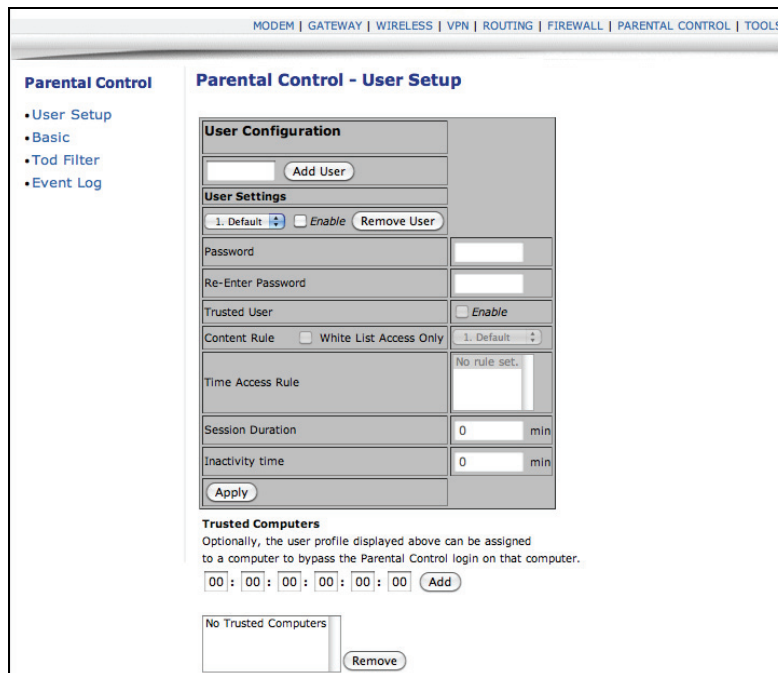 MODEM | GATEWAY | WIRELESS | VPN | ROUTING | FIREWALL | PARENTAL CONTROL | TOOLS
Parental Control
•User Setup
•Basic
•Tod Filter
•Event Log
Parental Control - User Setup
User Configuration
Add User
User Settings
1. Default Enable Remove User
Password
Re-Enter Password
Trusted User Enable
Content Rule White List Access Only 1. Default
Time Access Rule No rule set.
Session Duration 0 min
Inactivity time 0 min
Apply
Trusted Computers
Optionally, the user profile displayed above can be assigned
to a computer to bypass the Parental Control login on that computer.
00 : 00 : 00 : 00 : 00 : 00 Add
No Trusted Computers
Remove